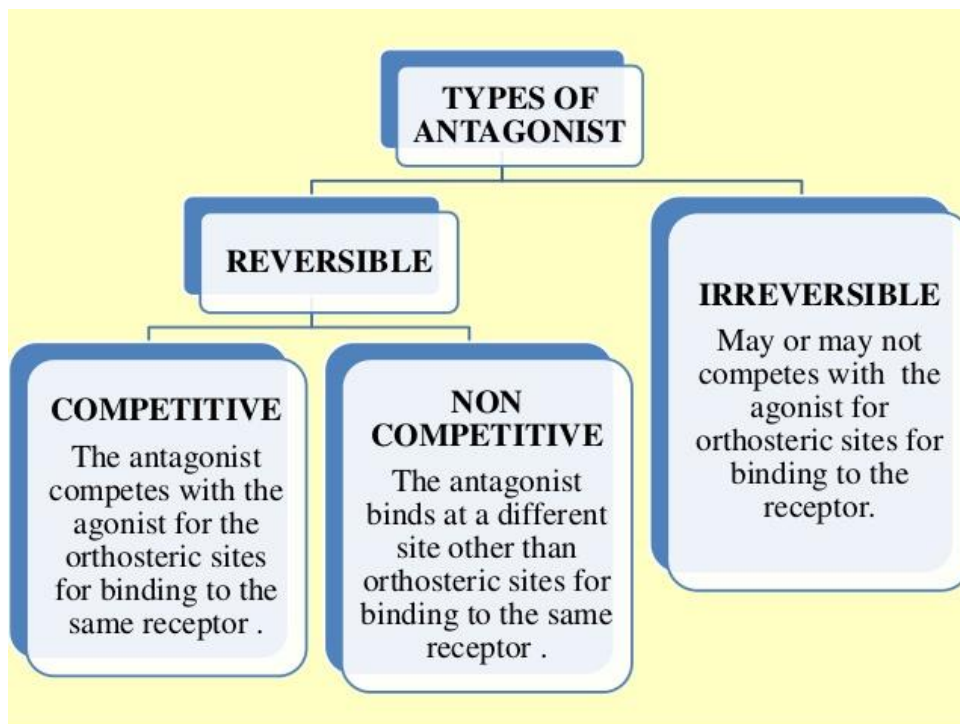 TYPES OF
ANTAGONIST
REVERSIBLE
COMPETITIVE
The antagonist
competes with the
agonist for the
orthosteric sites
for binding to the
same receptor .
NON
COMPETITIVE
The antagonist
binds at a different
site other than
orthosteric sites for
binding to the same
receptor .
IRREVERSIBLE
May or may not
competes with the
agonist for
orthosteric sites for
binding to the
receptor.